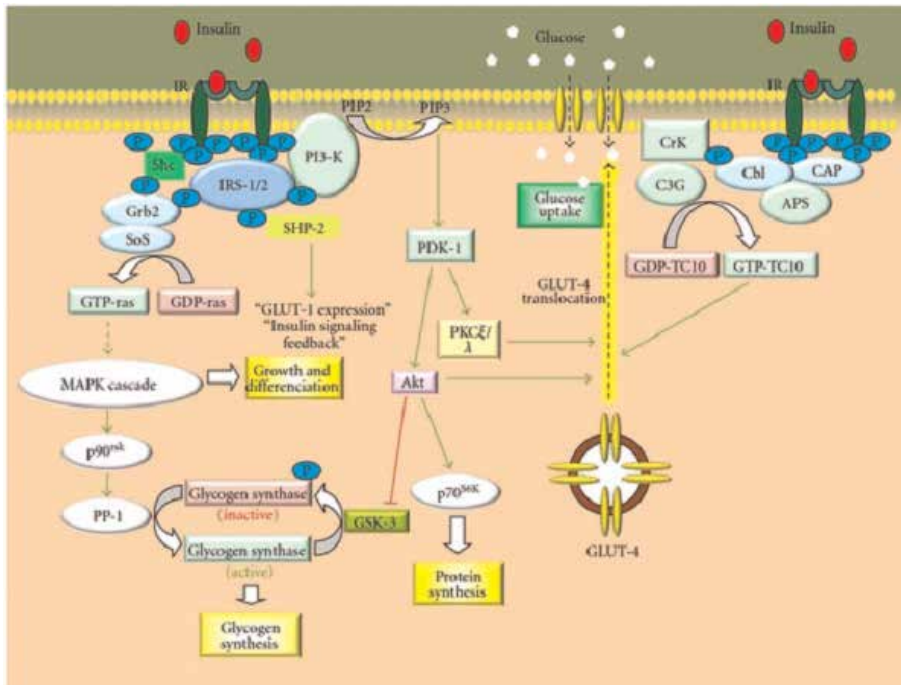 Insulin
Glucose
Insulin
IR
PIP2
PIP3
IR
P
P
P
P
P
P
Shc
PI3-K
CrK
P
P
P
P
P
P
P
P
IRS-1/2
P
P
Cbl
CAP
Grb2
P
SHP-2
C3G
APS
SoS
Glucose
uptake
PDK-1
GDP-TC10
GTP-TC10
GTP-ras
GDP-ras
"GLUT-1 expression"
"Insulin signaling
feedback"
GLUT-4
translocation
PKCξ/
λ
MAPK cascade
Growth and
differenciation
Akt
p90rsk
P
Glycogen synthase
(inactive)
p70S6K
PP-1
GSK-3
Glycogen synthase
(active)
GLUT-4
Protein
synthesis
Glycogen
synthesis